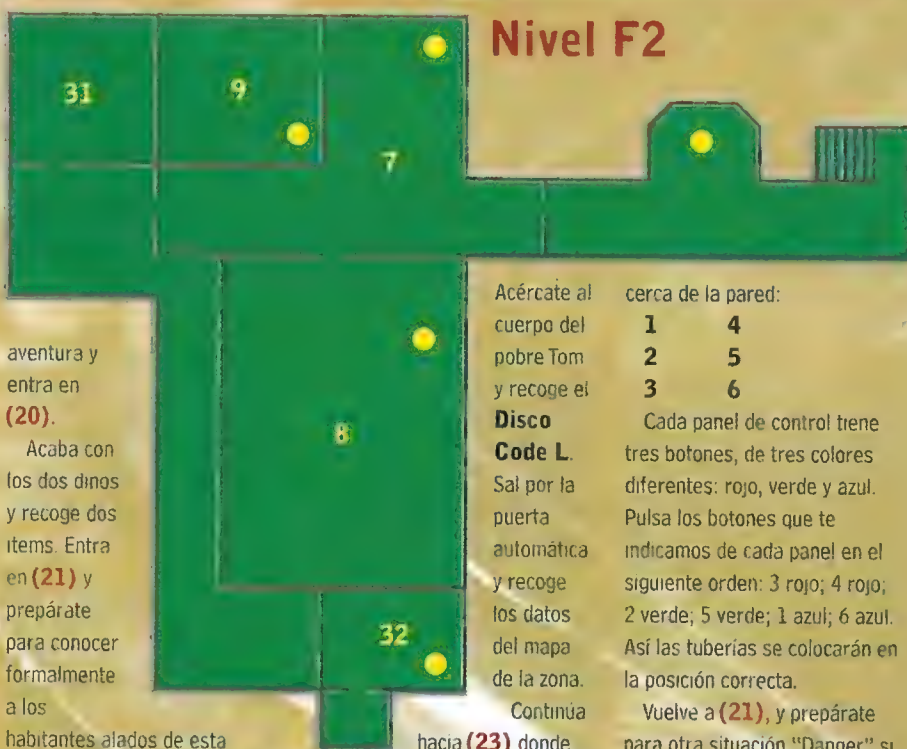 Nivel F2
31
9
7
8
32
aventura y
entra en
(20).
Acaba con
los dos dinos
y recoge dos
items. Entra
en (21) y
prepárate
para conocer
formalmente
a los
habitantes alados de esta
Acércate al
cuerpo del
pobre Tom
y recoge el
Disco
Code L.
Sal por la
puerta
automática
y recoge
los datos
del mapa
de la zona.
Continúa
hacia (23) donde
cerca de la pared:
1 4
2 5
3 6
Cada panel de control tiene
tres botones, de tres colores
diferentes: rojo, verde y azul.
Pulsa los botones que te
indicamos de cada panel en el
siguiente orden: 3 rojo; 4 rojo;
2 verde; 5 verde; 1 azul; 6 azul.
Así las tuberías se colocarán en
la posición correcta.
Vuelve a (21), y prepárate
para otra situación "Danger" si